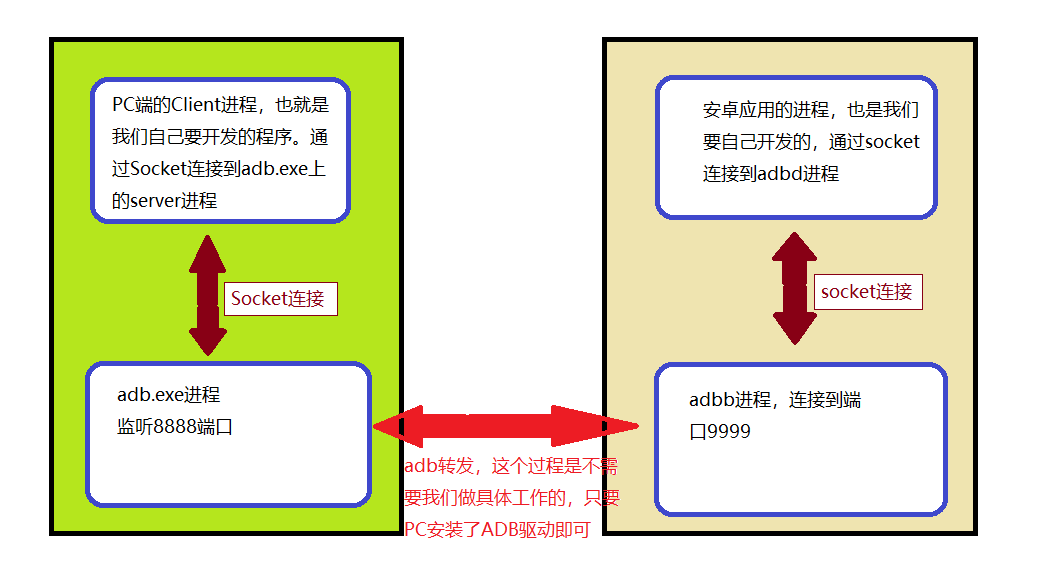 PC端的Client进程，也就是
我们自己要开发的程序。通
过Socket连接到adb.exe上
的server进程
Socket连接
adb.exe进程
监听8888端口
adb转发，这个过程是不需
要我们做具体工作的，只要
PC安装了ADB驱动即可
安卓应用的进程，也是我们
要自己开发的，通过socket
连接到adbd进程
socket连接
adbb进程，连接到端
口9999